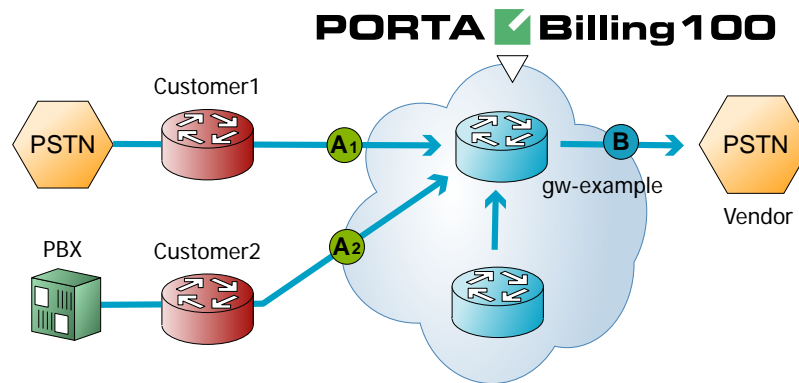 PORTA Billing100
Customer1
PSTN
A1
B
PSTN
gw-example
Vendor
PBX
Customer2
A2